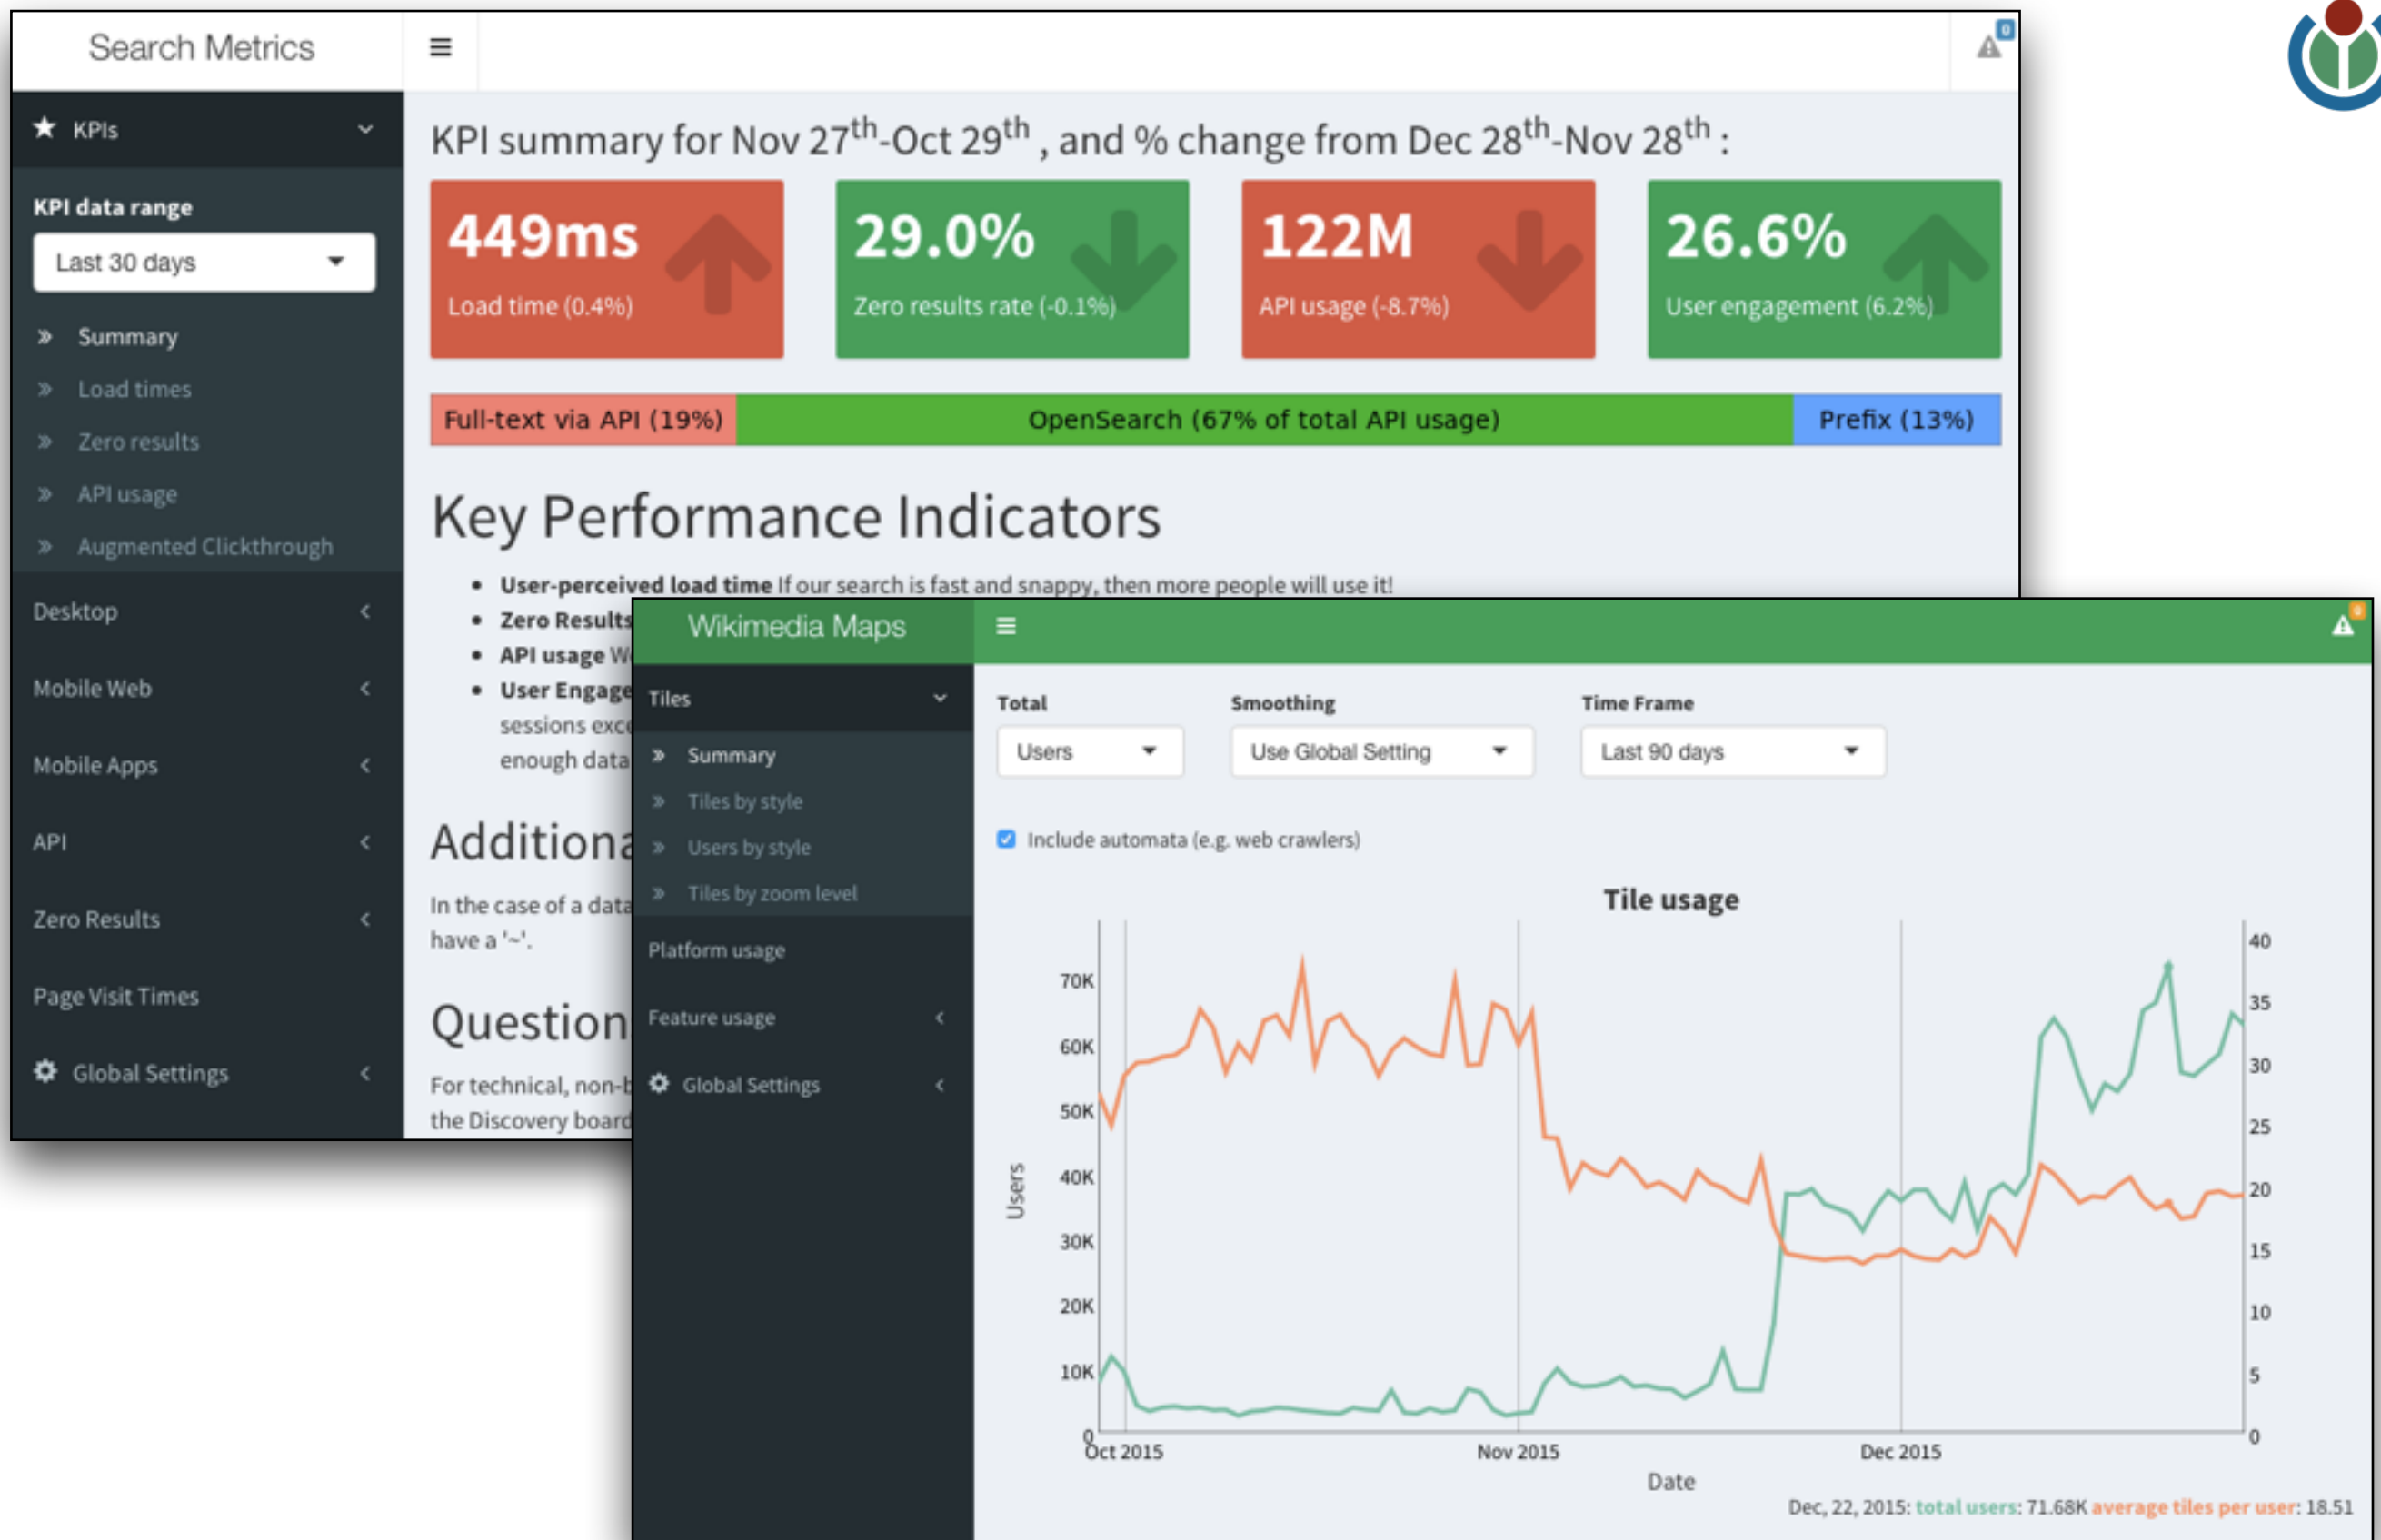 Search Metrics
0
KPIs
KPI data range
Last 30 days
Summary
Load times
Zero results
API usage
Augmented Clickthrough
Desktop
Mobile Web
Mobile Apps
API
Zero Results
Page Visit Times
Global Settings
KPI summary for Nov 27th-Oct 29th , and % change from Dec 28th-Nov 28th :
449ms
Load time (0.4%)
29.0%
Zero results rate (-0.1%)
122M
API usage (-8.7%)
26.6%
User engagement (6.2%)
Full-text via API (19%) OpenSearch (67% of total API usage) Prefix (13%)
Key Performance Indicators
• User-perceived load time If our search is fast and snappy, then more people will use it!
• Zero Results
• API usage
• User Engage
sessions exce
enough data
Additiona
In the case of a data
have a '~'.
Question
For technical, non-b
the Discovery board
Wikimedia Maps
0
Tiles
Summary
Tiles by style
Users by style
Tiles by zoom level
Platform usage
Feature usage
Global Settings
Total Smoothing Time Frame
Users Use Global Setting Last 90 days
Include automata (e.g. web crawlers)
Tile usage
70K
60K
50K
40K
30K
20K
10K
0
Users
40
35
30
25
20
15
10
5
0
Oct 2015 Nov 2015 Dec 2015
Date
Dec, 22, 2015: total users: 71.68K average tiles per user: 18.51